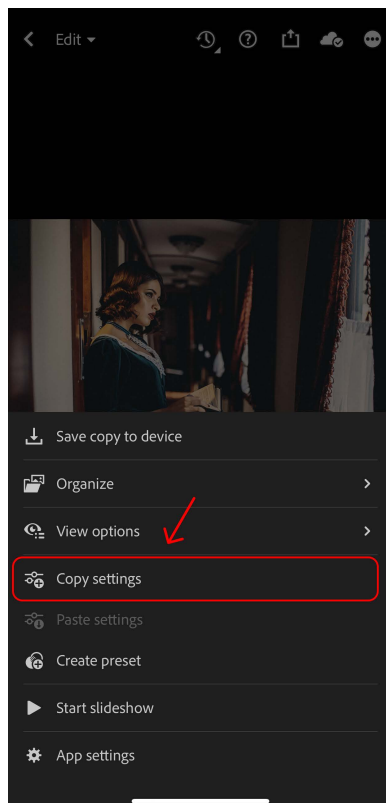 Edit
Save copy to device
Organize
View options
Copy settings
Paste settings
Create preset
Start slideshow
App settings